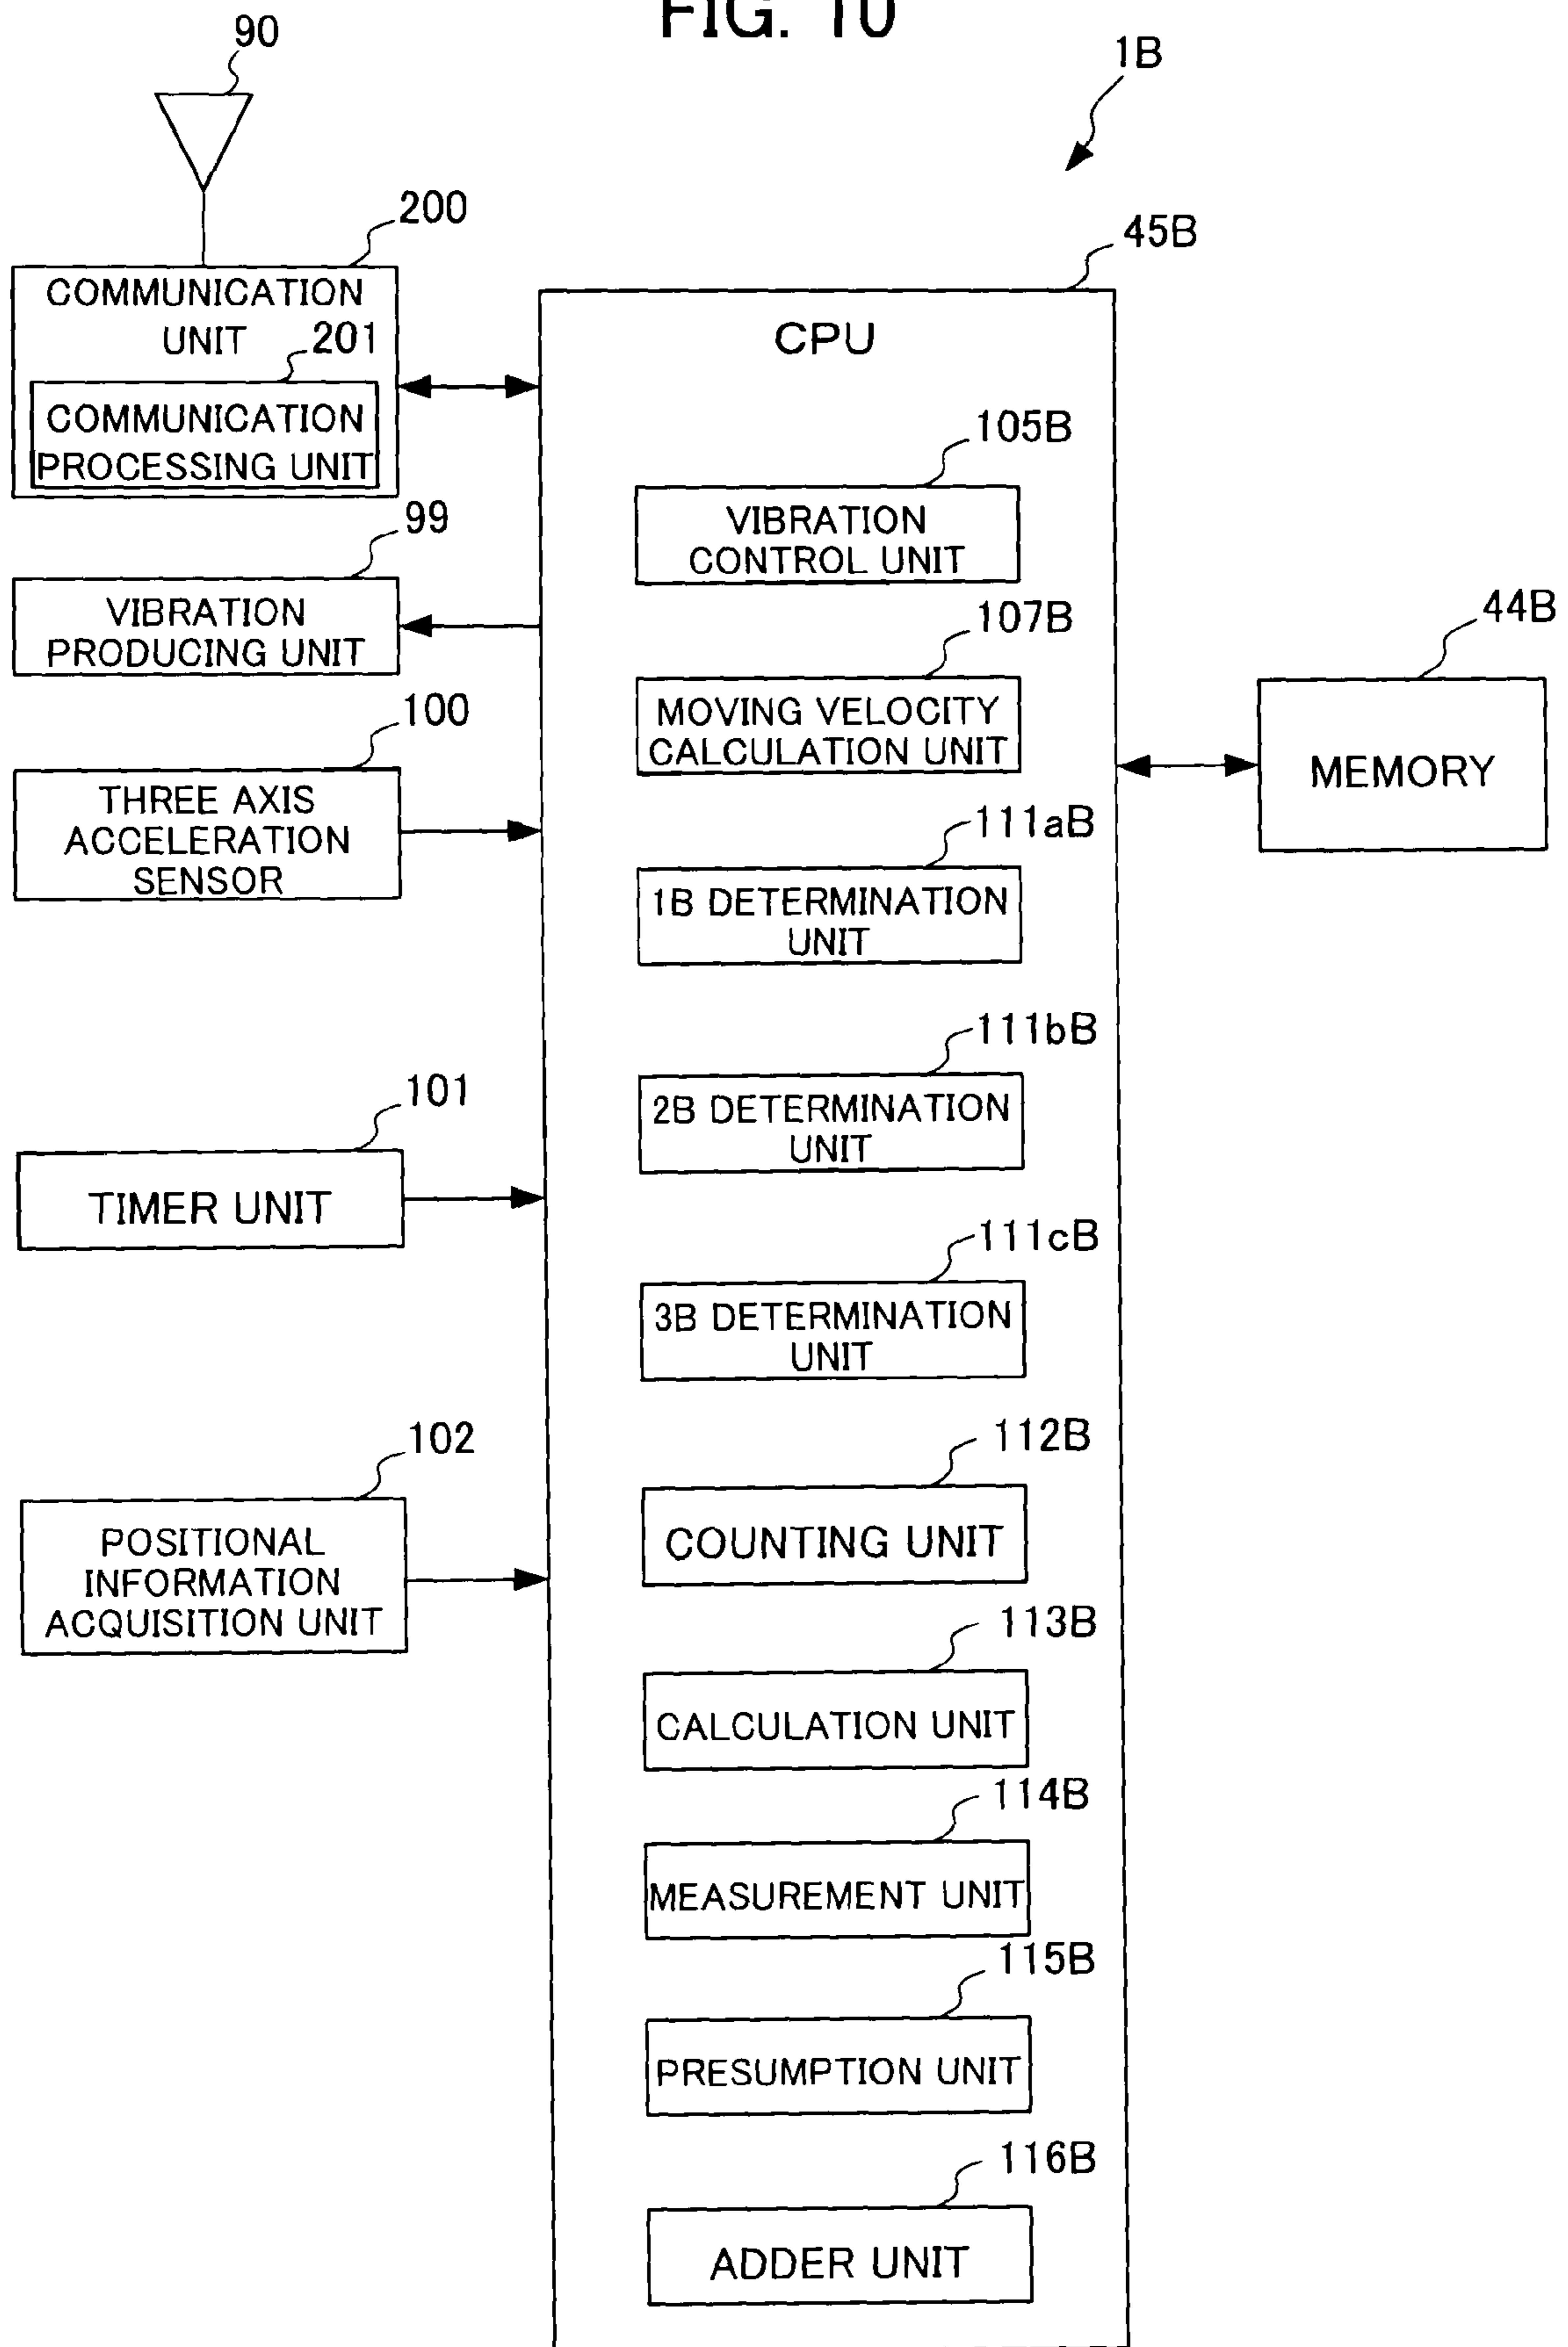 FIG. 10
90
1B
200
45B
COMMUNICATION
UNIT
201
COMMUNICATION
PROCESSING UNIT
CPU
105B
VIBRATION
CONTROL UNIT
99
VIBRATION
PRODUCING UNIT
107B
MOVING VELOCITY
CALCULATION UNIT
44B
MEMORY
100
THREE AXIS
ACCELERATION
SENSOR
111aB
1B DETERMINATION
UNIT
111bB
2B DETERMINATION
UNIT
101
TIMER UNIT
111cB
3B DETERMINATION
UNIT
102
POSITIONAL
INFORMATION
ACQUISITION UNIT
112B
COUNTING UNIT
113B
CALCULATION UNIT
114B
MEASUREMENT UNIT
115B
PRESUMPTION UNIT
116B
ADDER UNIT